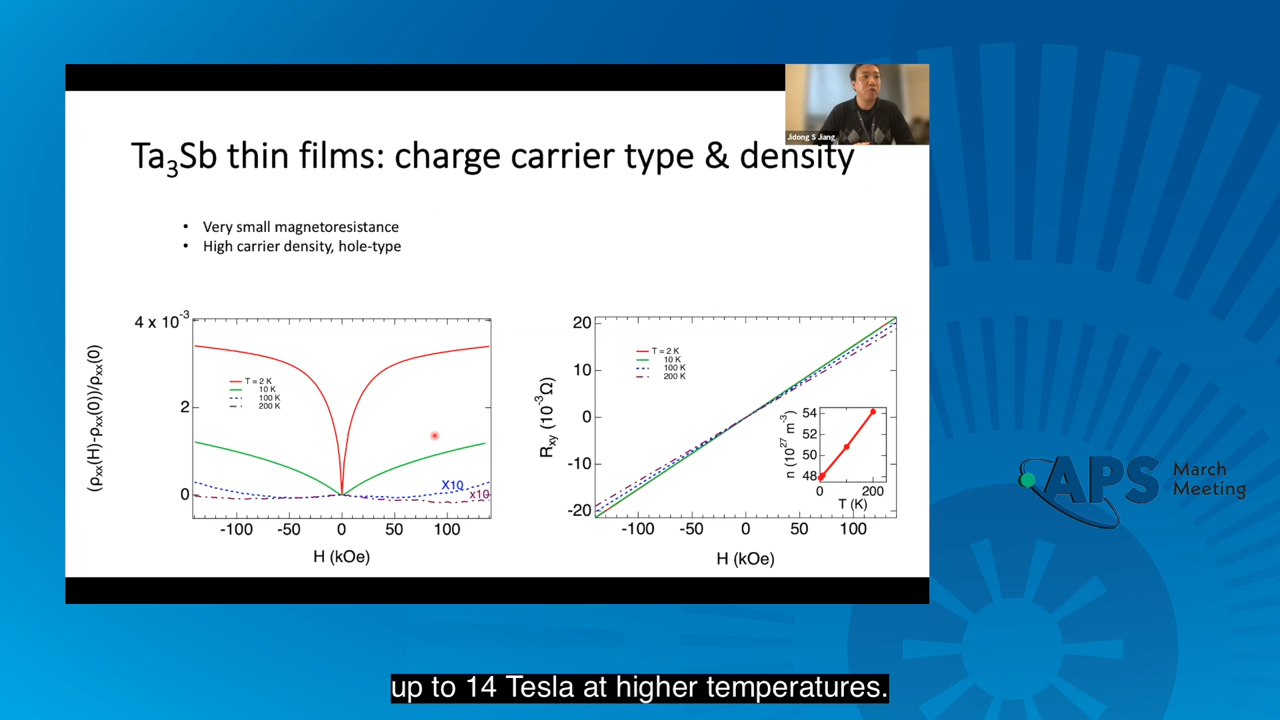 Jidong S Jiang
Ta3Sb thin films: charge carrier type & density
• Very small magnetoresistance
• High carrier density, hole-type
4 x 10-3
2
0
(ρxx(H)-ρxx(0))/ρxx(0)
T = 2 K
10 K
100 K
200 K
X10
x10
-100 -50 0 50 100
H (kOe)
20
10
0
-10
-20
Rxy (10-3Ω)
T = 2 K
10 K
100 K
200 K
54
52
50
48
n (1027 m-3)
0 200
T (K)
-100 -50 0 50 100
H (kOe)
APS March
Meeting
up to 14 Tesla at higher temperatures.